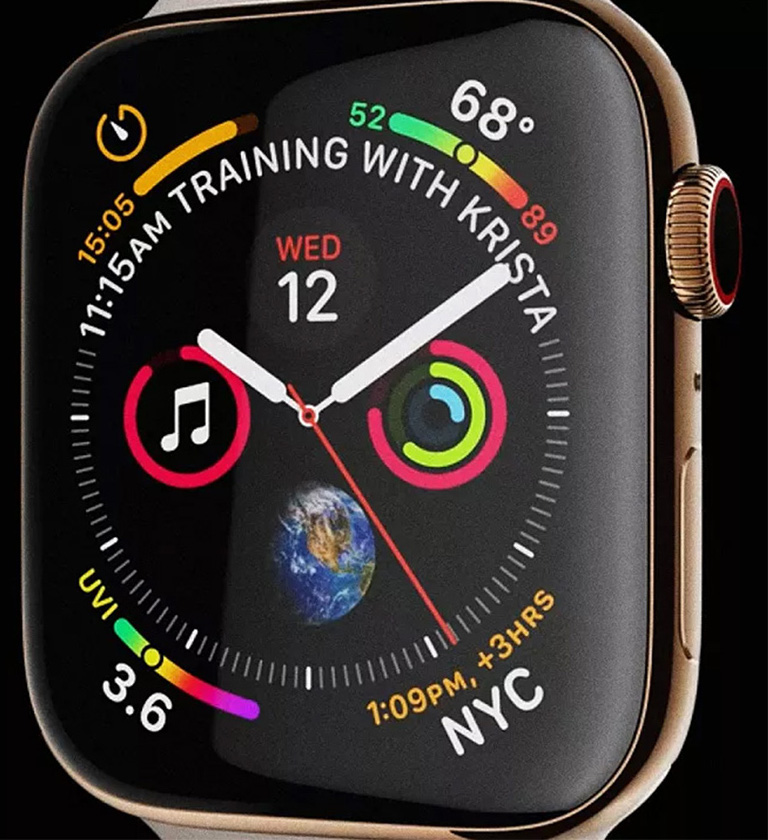 15:05
52
68°
89
11:15AM TRAINING WITH KRISTA
WED
12
UVI
3.6
1:09PM, +3HRS
NYC